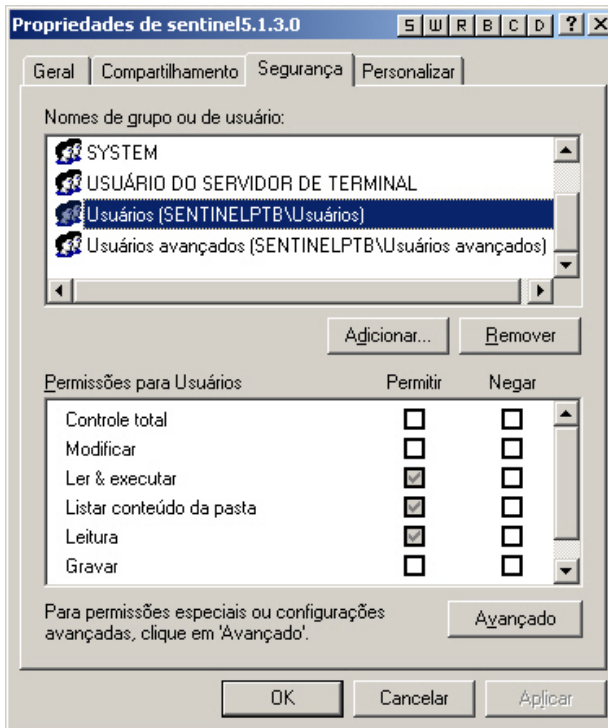 Propriedades de sentinel5.1.3.0 S W R B C D ? X
Geral Compartilhamento Segurança Personalizar
Nomes de grupo ou de usuário:
SYSTEM
USUÁRIO DO SERVIDOR DE TERMINAL
Usuários (SENTINELPTB\Usuários)
Usuários avançados (SENTINELPTB\Usuários avançados)
Adicionar... Remover
Permissões para Usuários Permitir Negar
Controle total
Modificar
Ler & executar
Listar conteúdo da pasta
Leitura
Gravar
Para permissões especiais ou configurações
avançadas, clique em 'Avançado'.
Avançado
OK Cancelar Aplicar